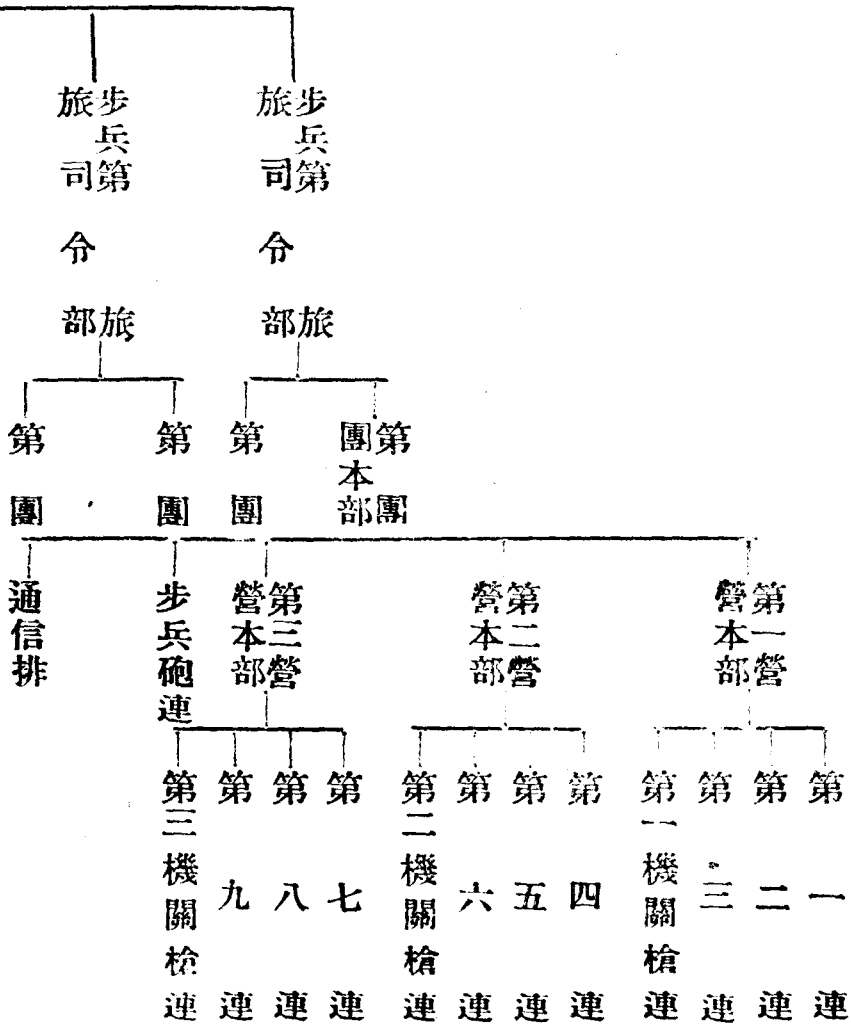 步兵第　旅
旅司令部
步兵第　旅
旅司令部
第　團
團本部
第　團
第　團
第　團
第一營
營本部
第二營
營本部
第三營
營本部
步兵砲連
通信排
第一連
第二連
第三連
第一機關槍連
第四連
第五連
第六連
第二機關槍連
第七連
第八連
第九連
第三機關槍連